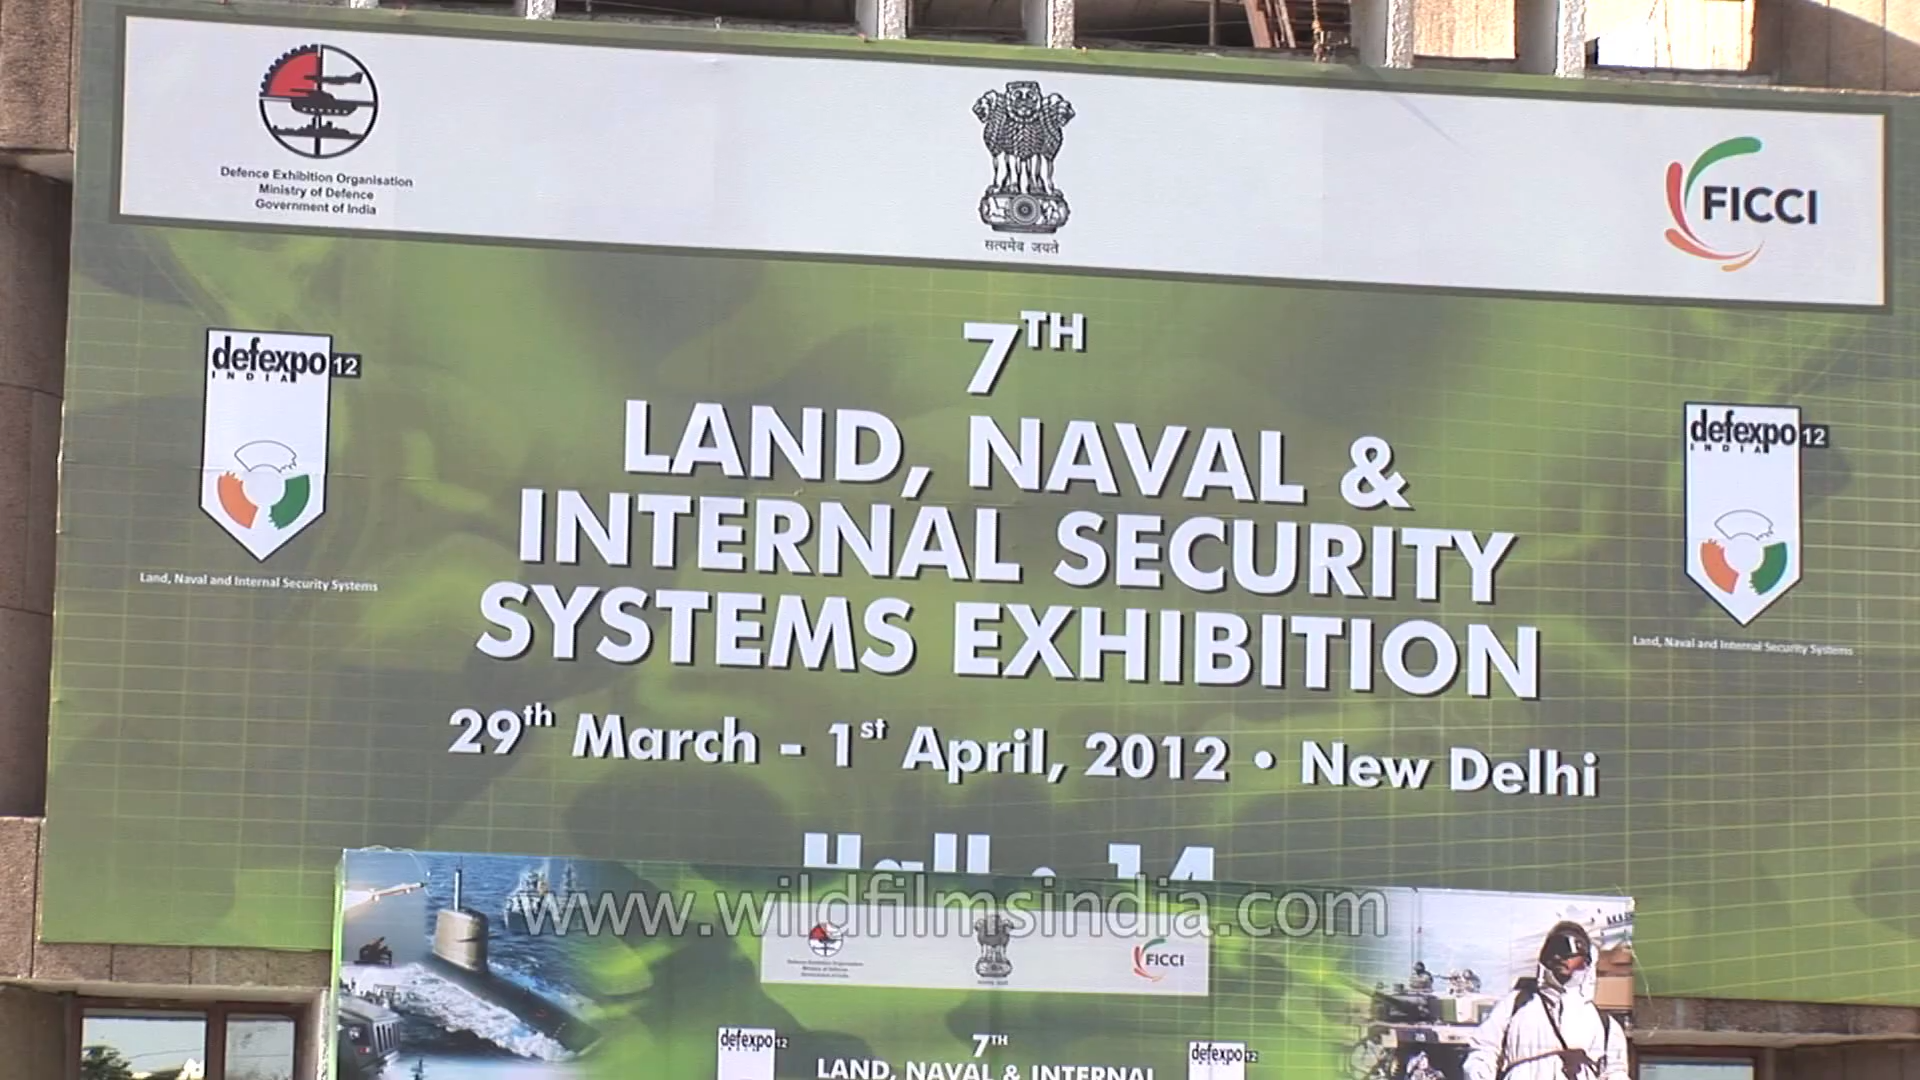 Defence Exhibition Organisation
Ministry of Defence
Government of India
सत्यमेव जयते
FICCI
7TH
LAND, NAVAL &
INTERNAL SECURITY
SYSTEMS EXHIBITION
29th March - 1st April, 2012 • New Delhi
defexpo 12
INDIA
Land, Naval and Internal Security Systems
defexpo 12
INDIA
Land, Naval and Internal Security Systems
Hall - 14
www.wildfilmsindia.com
FICCI
defexpo 12
7TH
defexpo 12
LAND, NAVAL & INTERNAL